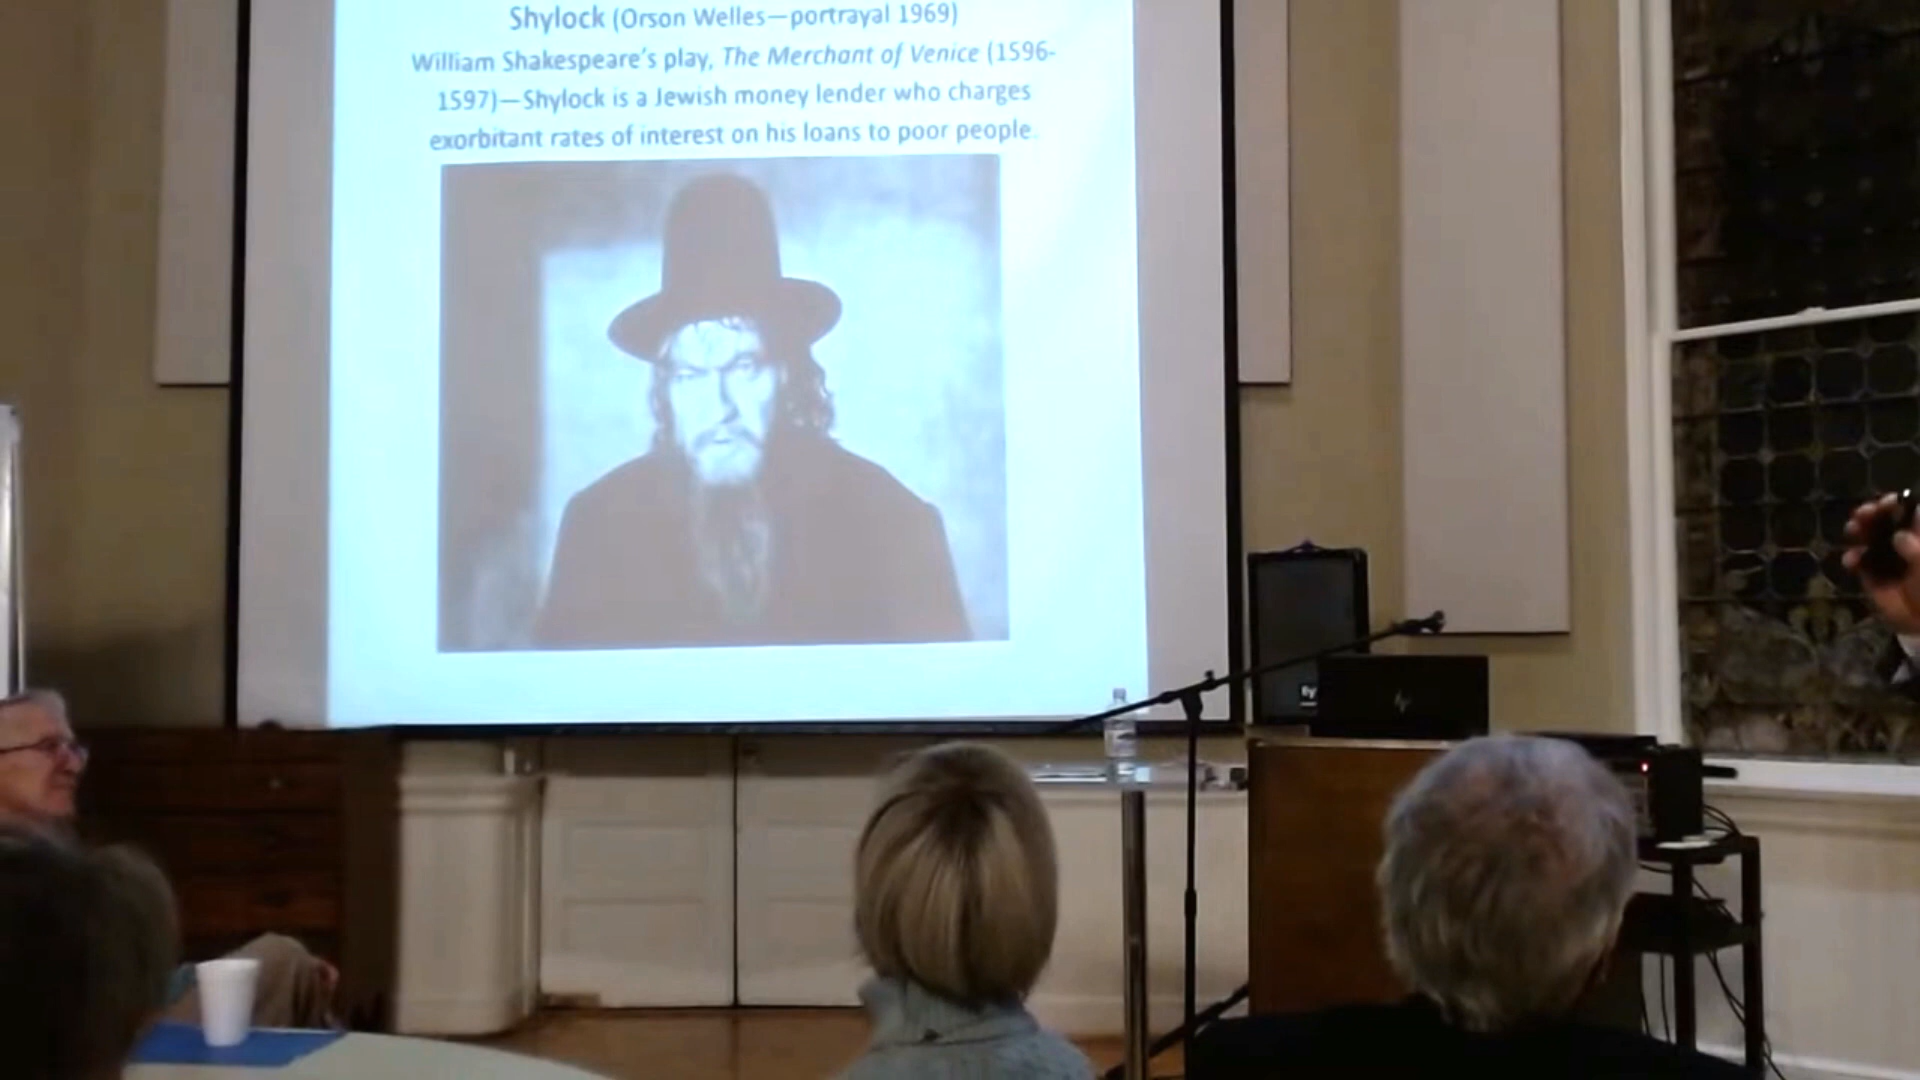 Shylock (Orson Welles—portrayal 1969)
William Shakespeare's play, The Merchant of Venice (1596-
1597)—Shylock is a Jewish money lender who charges
exorbitant rates of interest on his loans to poor people.
hp